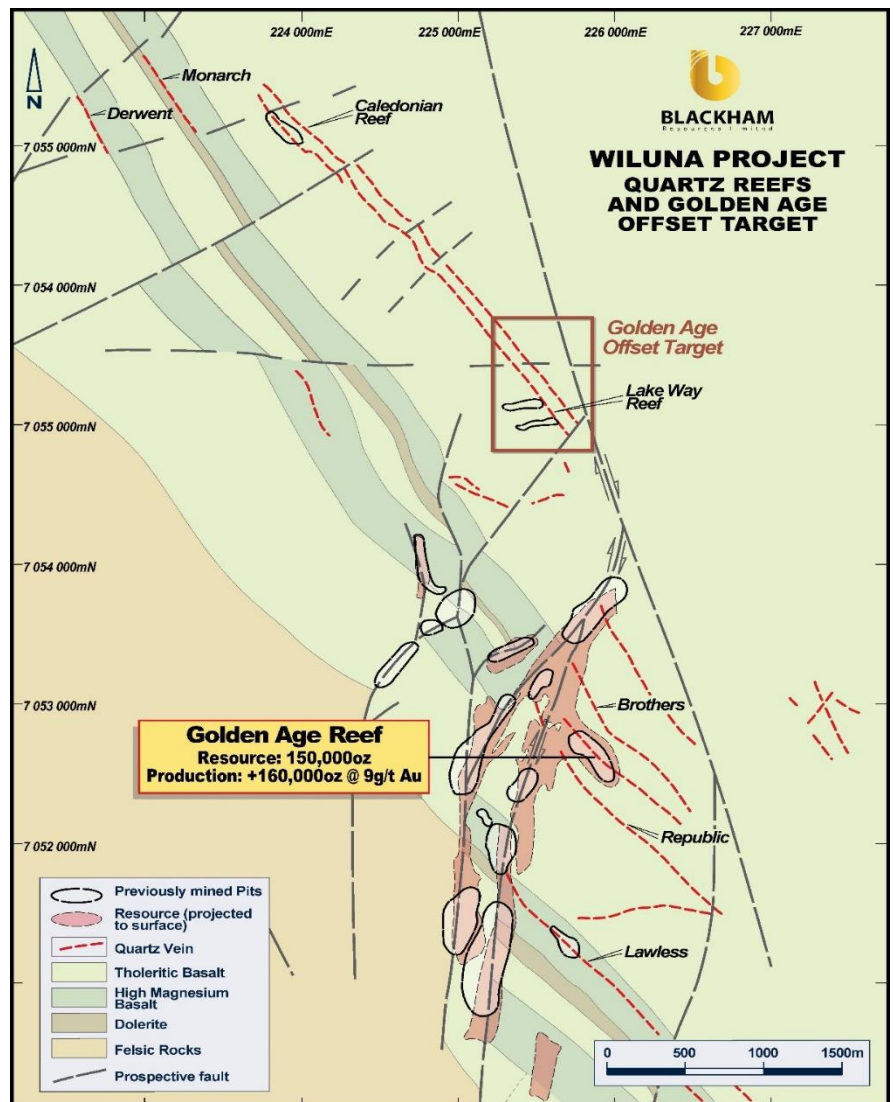 224 000mE
225 000mE
226 000mE
227 000mE
N
Monarch
Derwent
Caledonian
Reef
BLACKHAM
Resources Limited
WILUNA PROJECT
QUARTZ REEFS
AND GOLDEN AGE
OFFSET TARGET
7 055 000mN
7 054 000mN
Golden Age
Offset Target
Lake Way
Reef
7 055 000mN
7 054 000mN
7 053 000mN
Brothers
Golden Age Reef
Resource: 150,000oz
Production: +160,000oz @ 9g/t Au
Republic
7 052 000mN
Lawless
Previously mined Pits
Resource (projected
to surface)
Quartz Vein
Tholeritic Basalt
High Magnesium
Basalt
Dolerite
Felsic Rocks
Prospective fault
0 500 1000 1500m